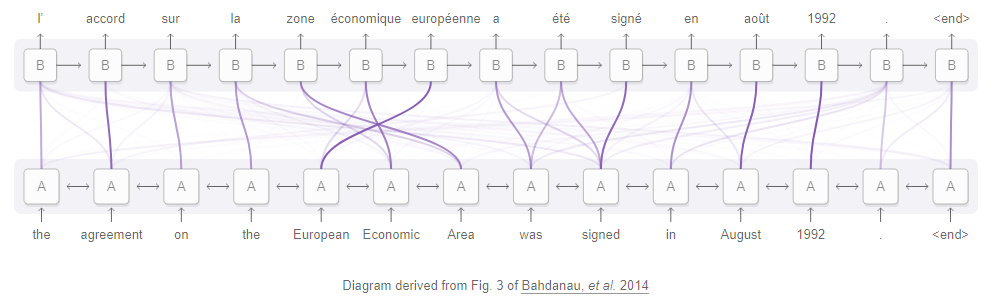 l' accord sur la zone économique européenne a été signé en août 1992 . <end>
B B B B B B B B B B B B B B B
A A A A A A A A A A A A A A
the agreement on the European Economic Area was signed in August 1992 . <end>
Diagram derived from Fig. 3 of Bahdanau, et al. 2014